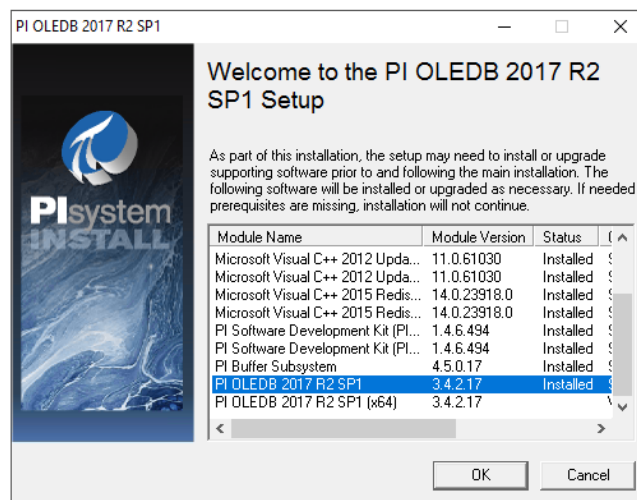 PI OLEDB 2017 R2 SP1
Welcome to the PI OLEDB 2017 R2
SP1 Setup
As part of this installation, the setup may need to install or upgrade
supporting software prior to and following the main installation. The
following software will be installed or upgraded as necessary. If needed
prerequisites are missing, installation will not continue.
PIsystem
INSTALL
Module Name Module Version Status
Microsoft Visual C++ 2012 Upda... 11.0.61030 Installed
Microsoft Visual C++ 2012 Upda... 11.0.61030 Installed
Microsoft Visual C++ 2015 Redis... 14.0.23918.0 Installed
Microsoft Visual C++ 2015 Redis... 14.0.23918.0 Installed
PI Software Development Kit (PI... 1.4.6.494 Installed
PI Software Development Kit (PI... 1.4.6.494 Installed
PI Buffer Subsystem 4.5.0.17 Installed
PI OLEDB 2017 R2 SP1 3.4.2.17 Installed
PI OLEDB 2017 R2 SP1 (x64) 3.4.2.17
OK Cancel